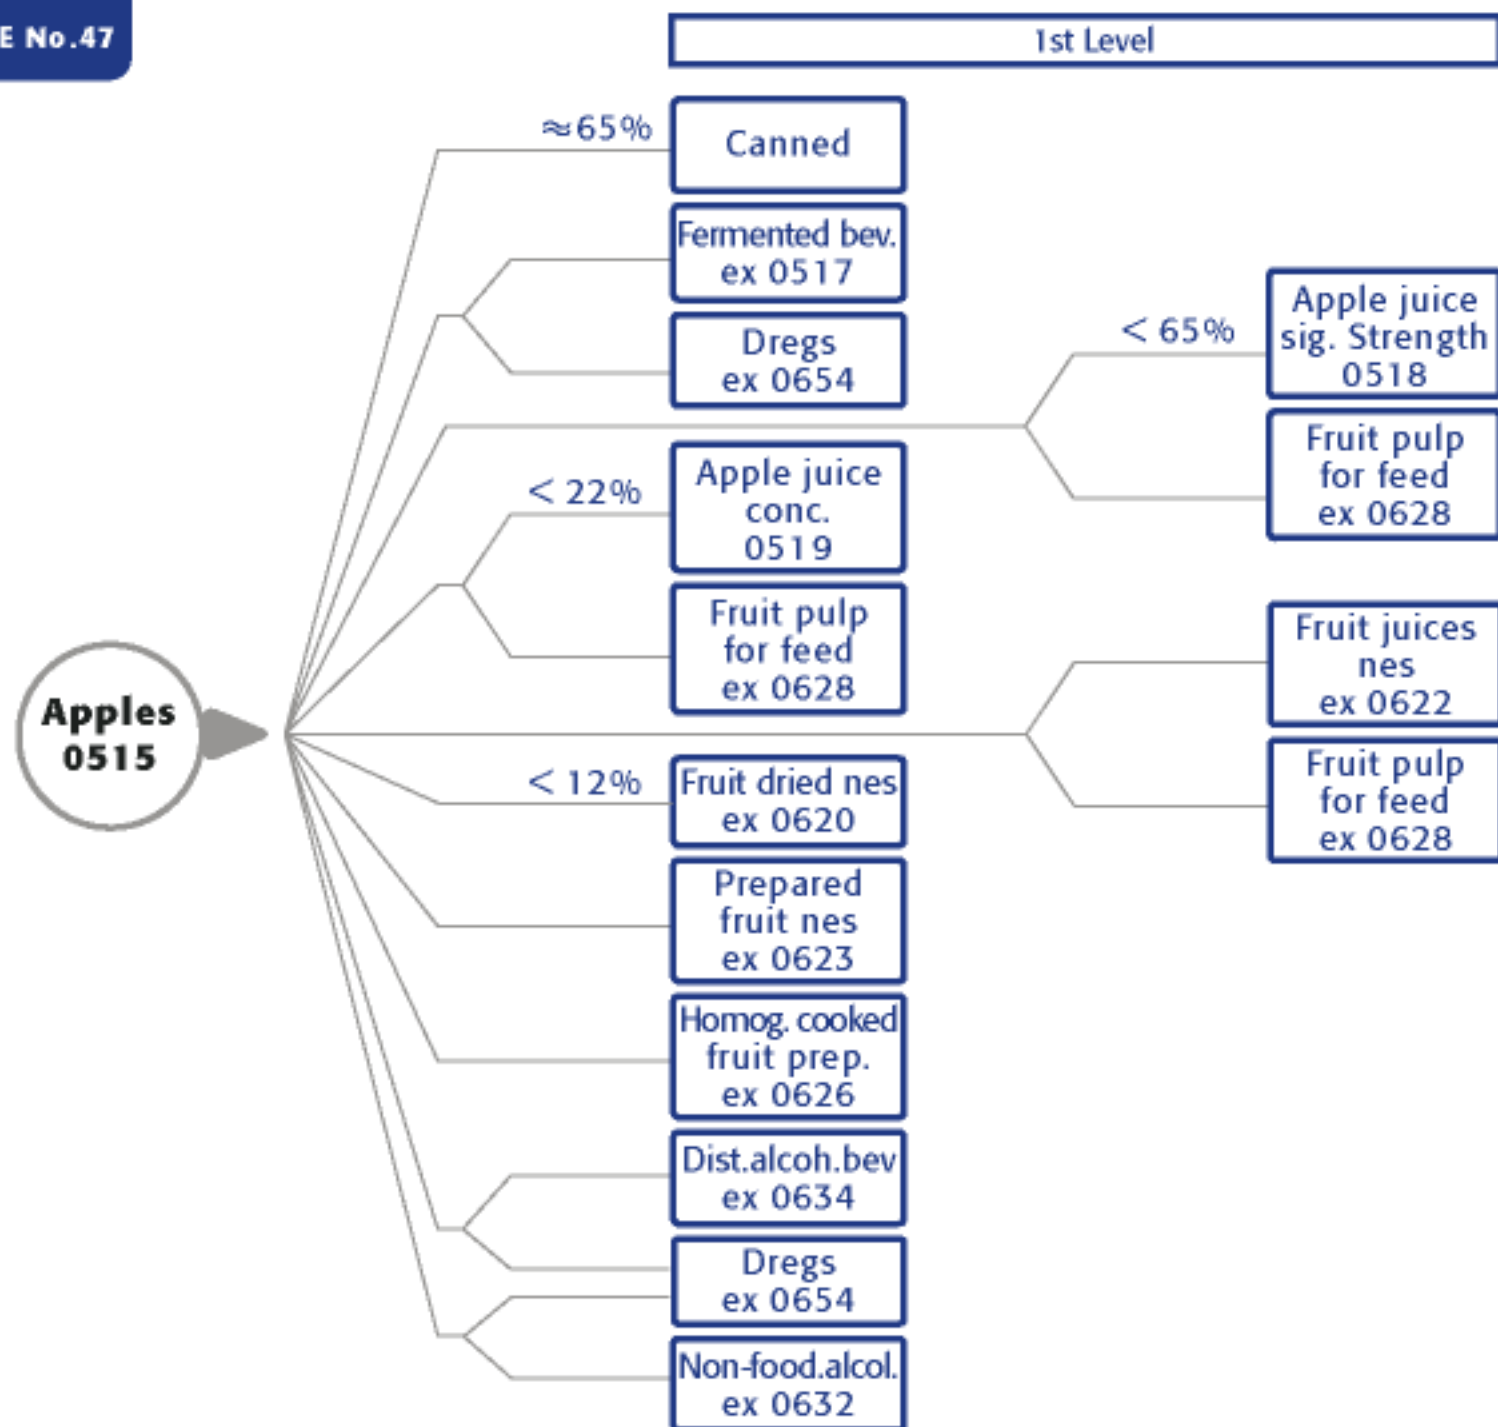 E No.47
1st Level
≈65%
Canned
Fermented bev.
ex 0517
Dregs
ex 0654
< 65%
Apple juice
sig. Strength
0518
Fruit pulp
for feed
ex 0628
< 22%
Apple juice
conc.
0519
Fruit pulp
for feed
ex 0628
Apples
0515
Fruit juices
nes
ex 0622
Fruit pulp
for feed
ex 0628
< 12%
Fruit dried nes
ex 0620
Prepared
fruit nes
ex 0623
Homog. cooked
fruit prep.
ex 0626
Dist.alcoh.bev
ex 0634
Dregs
ex 0654
Non-food.alcol.
ex 0632